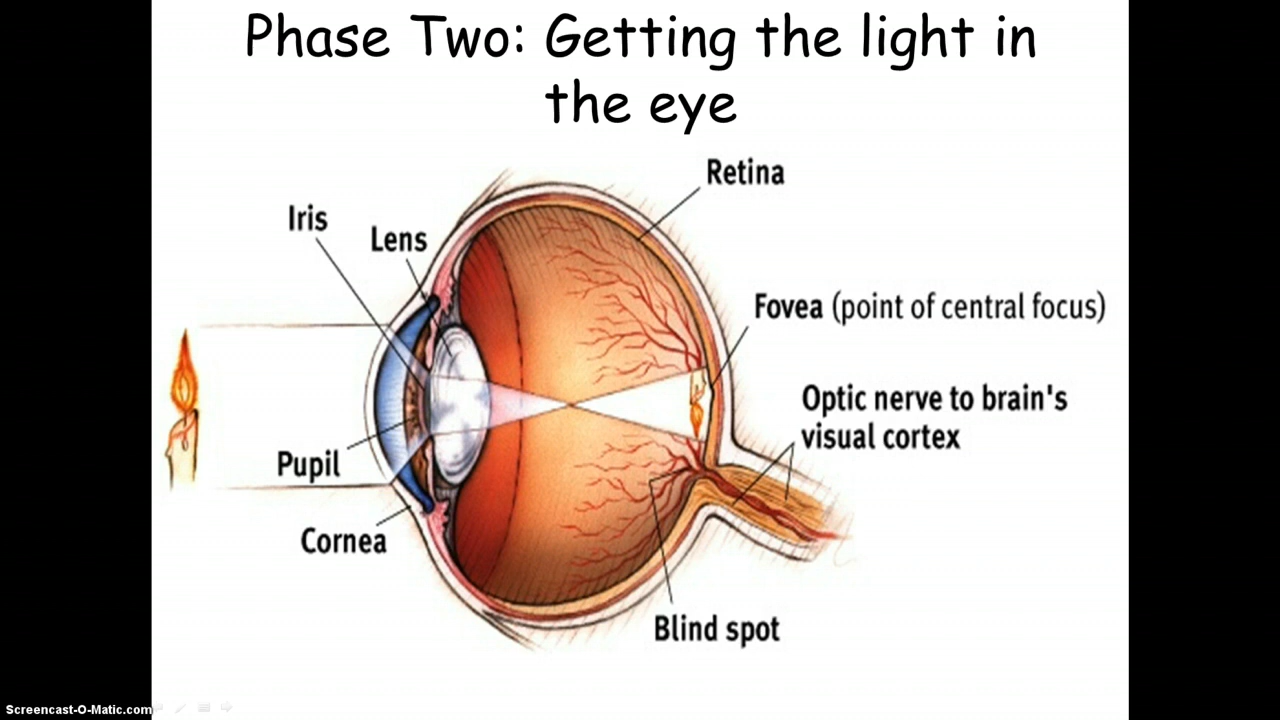 Phase Two: Getting the light in
the eye
Retina
Iris
Lens
Fovea (point of central focus)
Optic nerve to brain's
visual cortex
Pupil
Cornea
Blind spot
Screencast-O-Matic.com